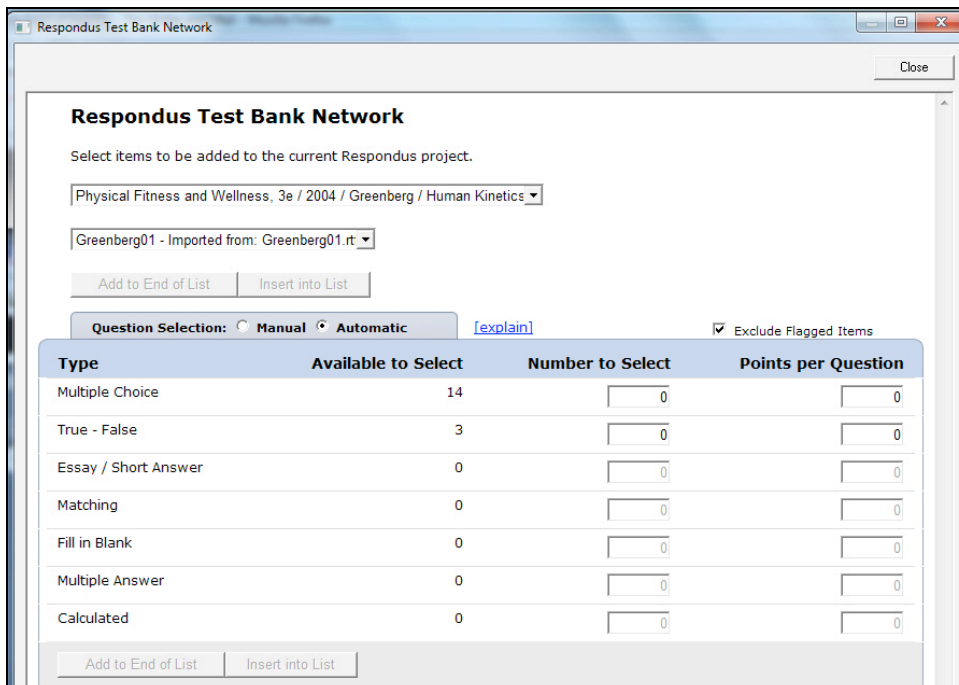 Respondus Test Bank Network
Close
Respondus Test Bank Network
Select items to be added to the current Respondus project.
Physical Fitness and Wellness, 3e / 2004 / Greenberg / Human Kinetics
Greenberg01 - Imported from: Greenberg01.rt
Add to End of List Insert into List
Question Selection: Manual Automatic [explain] Exclude Flagged Items
Type Available to Select Number to Select Points per Question
Multiple Choice 14 0 0
True - False 3 0 0
Essay / Short Answer 0 0 0
Matching 0 0 0
Fill in Blank 0 0 0
Multiple Answer 0 0 0
Calculated 0 0 0
Add to End of List Insert into List